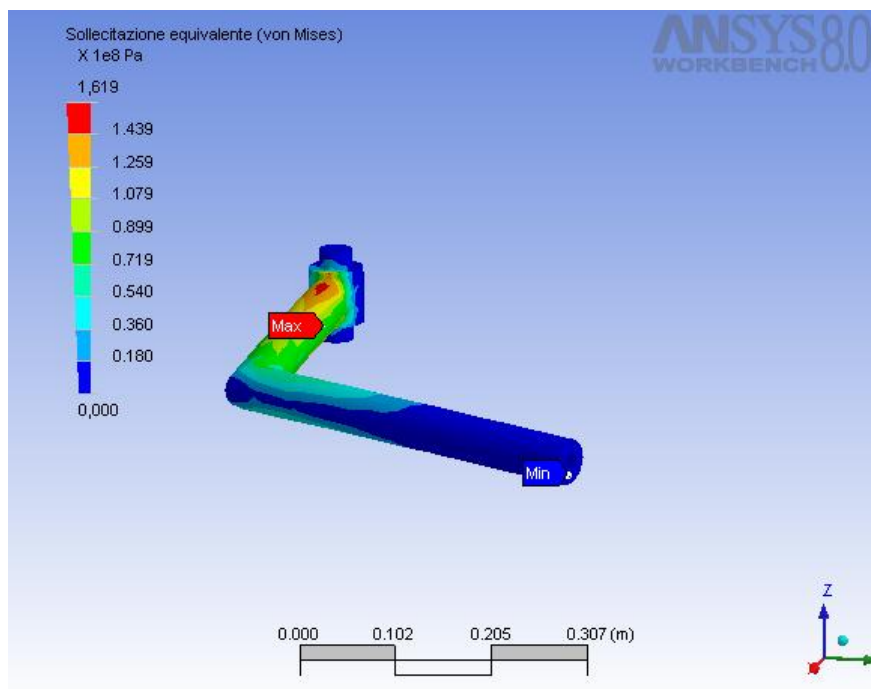 Sollecitazione equivalente (von Mises)
X 1e8 Pa
1,619
1.439
1.259
1.079
0.899
0.719
0.540
0.360
0.180
0,000
ANSYS 8.0
WORKBENCH
Max
Min
0.000 0.102 0.205 0.307 (m)
Z